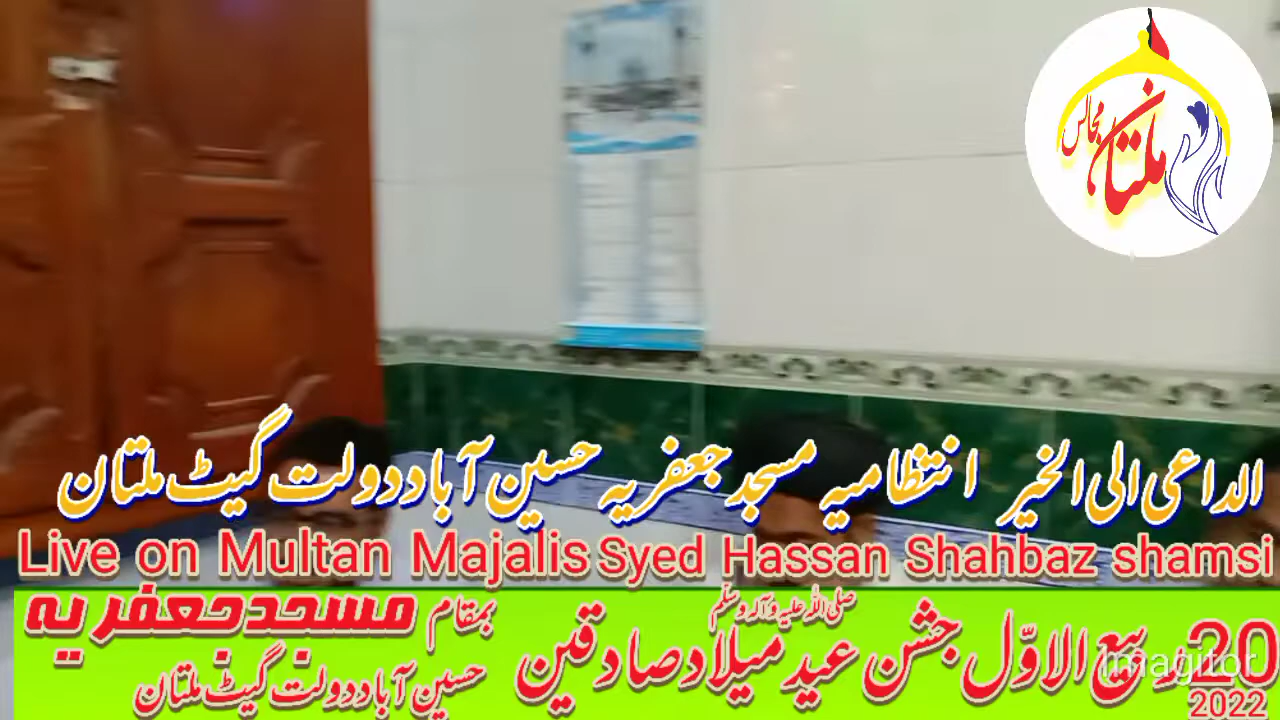 مجالس ملتان
الداعی الی الخیر انتظامیہ مسجد جعفریہ حسین آباد دولت گیٹ ملتان
Live on Multan Majalis Syed Hassan Shahbaz shamsi
20 ربیع الاوّل جشن عید میلاد صادقین صلی اللہ علیہ وآلہ وسلم
بمقام مسجد جعفریہ
حسین آباد دولت گیٹ ملتان
Imagitor
2022